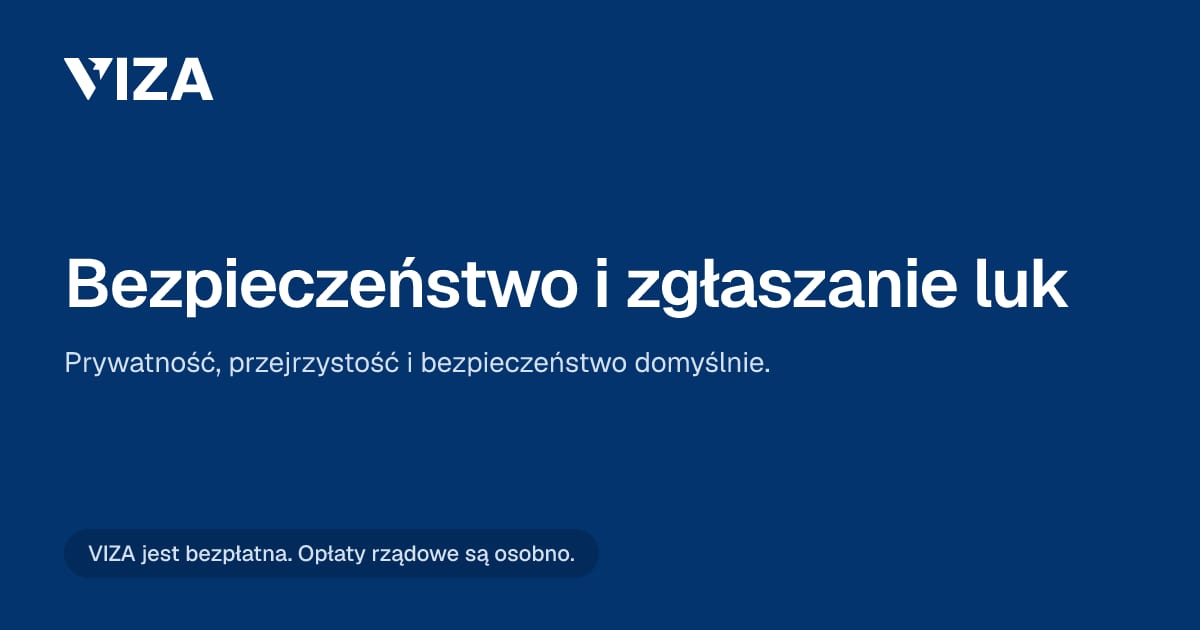 VIZA
Bezpieczeństwo i zgłaszanie luk
Prywatność, przejrzystość i bezpieczeństwo domyślnie.
VIZA jest bezpłatna. Opłaty rządowe są osobno.